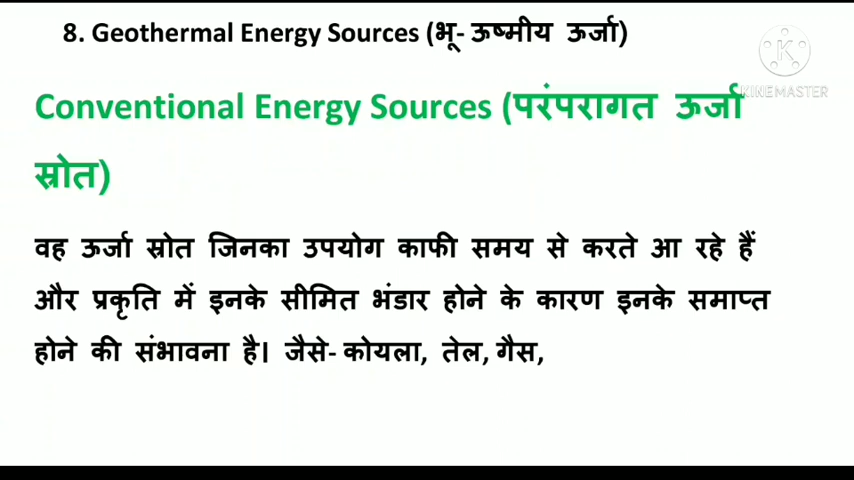 8. Geothermal Energy Sources (भू- ऊष्मीय ऊर्जा)
KINEMASTER
Conventional Energy Sources (परंपरागत ऊर्जा
स्रोत)
वह ऊर्जा स्रोत जिनका उपयोग काफी समय से करते आ रहे हैं
और प्रकृति में इनके सीमित भंडार होने के कारण इनके समाप्त
होने की संभावना है। जैसे- कोयला, तेल, गैस,